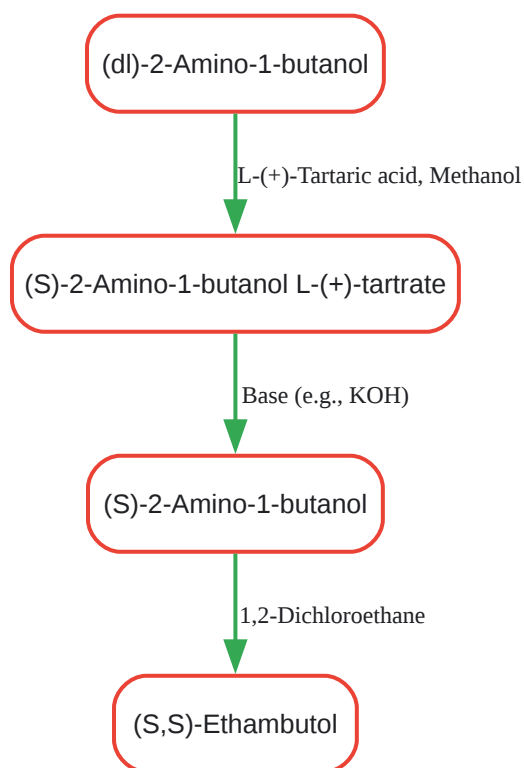 (dl)-2-Amino-1-butanol
L-(+)-Tartaric acid, Methanol
(S)-2-Amino-1-butanol L-(+)-tartrate
Base (e.g., KOH)
(S)-2-Amino-1-butanol
1,2-Dichloroethane
(S,S)-Ethambutol